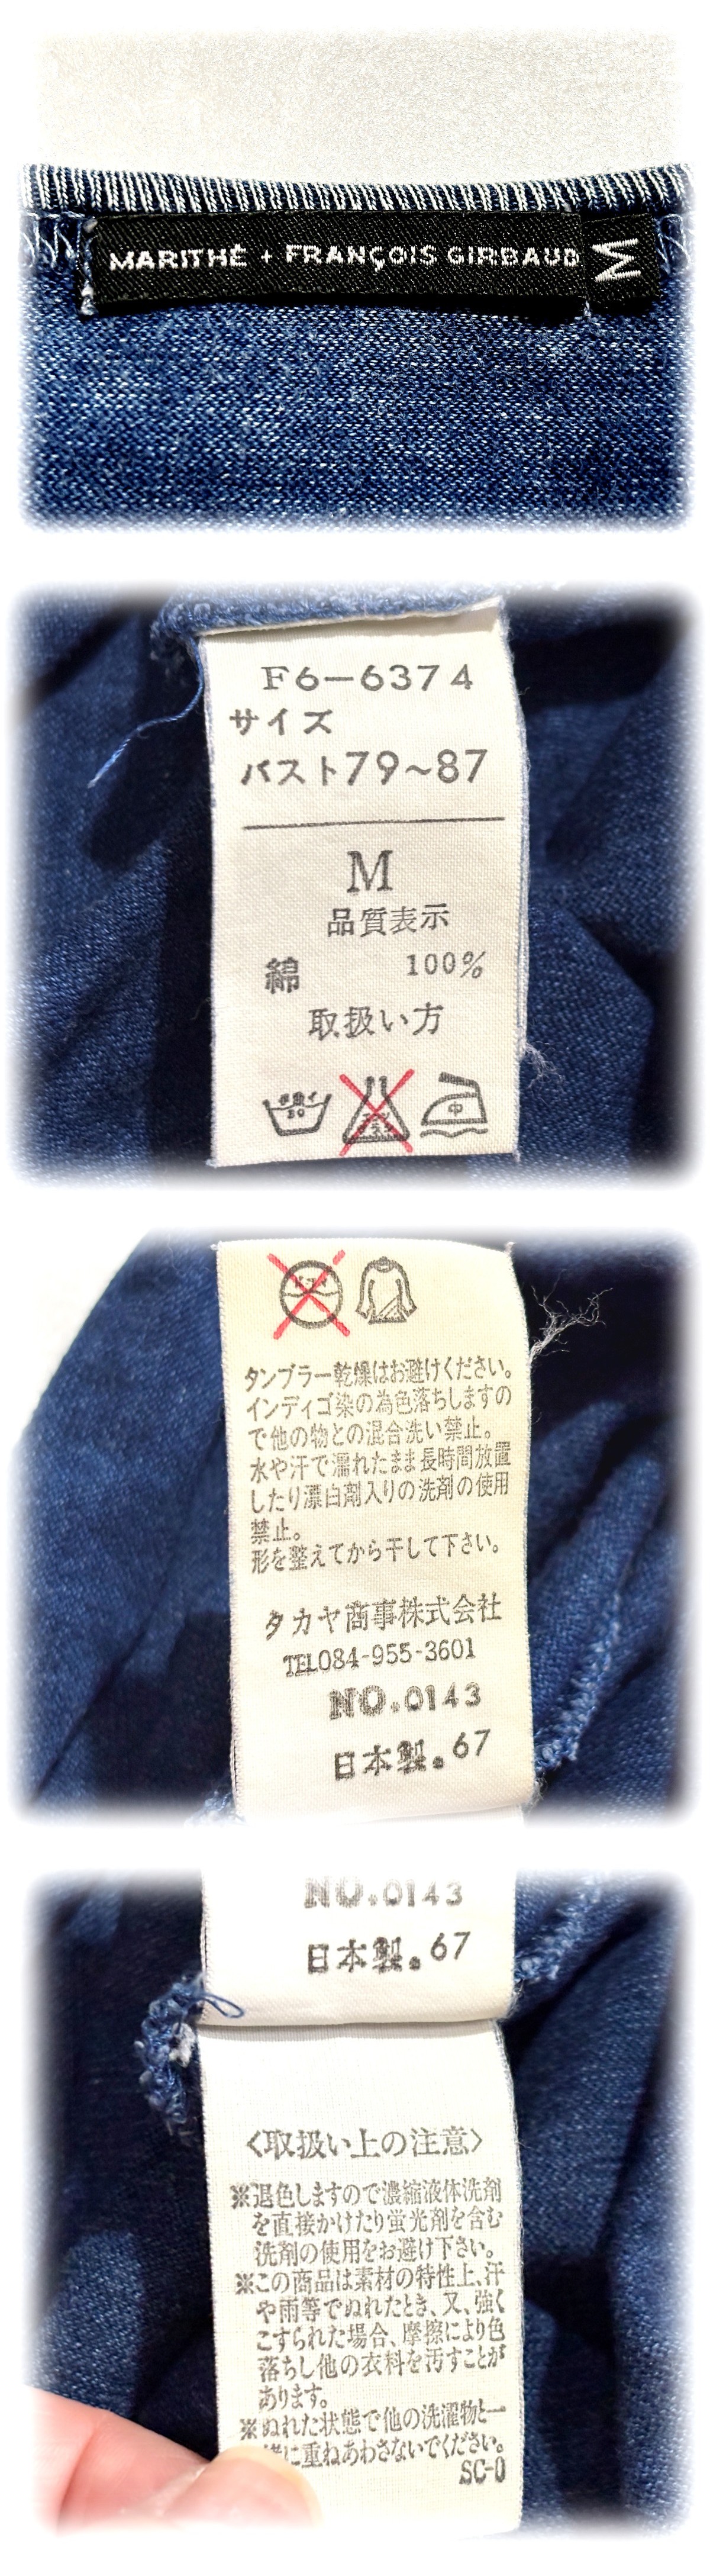 MARITHÉ + FRANÇOIS GIRBAUD M
F6-6374
サイズ
バスト79~87
M
品質表示
綿 100%
取扱い方
手洗イ
30
中
タンブラー乾燥はお避けください。
インディゴ染の為色落ちしますの
で他の物との混合洗い禁止。
水や汗で濡れたまま長時間放置
したり漂白剤入りの洗剤の使用
禁止。
形を整えてから干して下さい。
タカヤ商事株式会社
TEL084-955-3601
NO.0143
日本製.67
NO.0143
日本製.67
〈取扱い上の注意〉
※退色しますので濃縮液体洗剤
を直接かけたり蛍光剤を含む
洗剤の使用をお避け下さい。
※この商品は素材の特性上、汗
や雨等でぬれたとき、又、強く
こすられた場合、摩擦により色
落ちし他の衣料を汚すことが
あります。
※ぬれた状態で他の洗濯物と一
緒に重ねあわさないでください。
SC-0